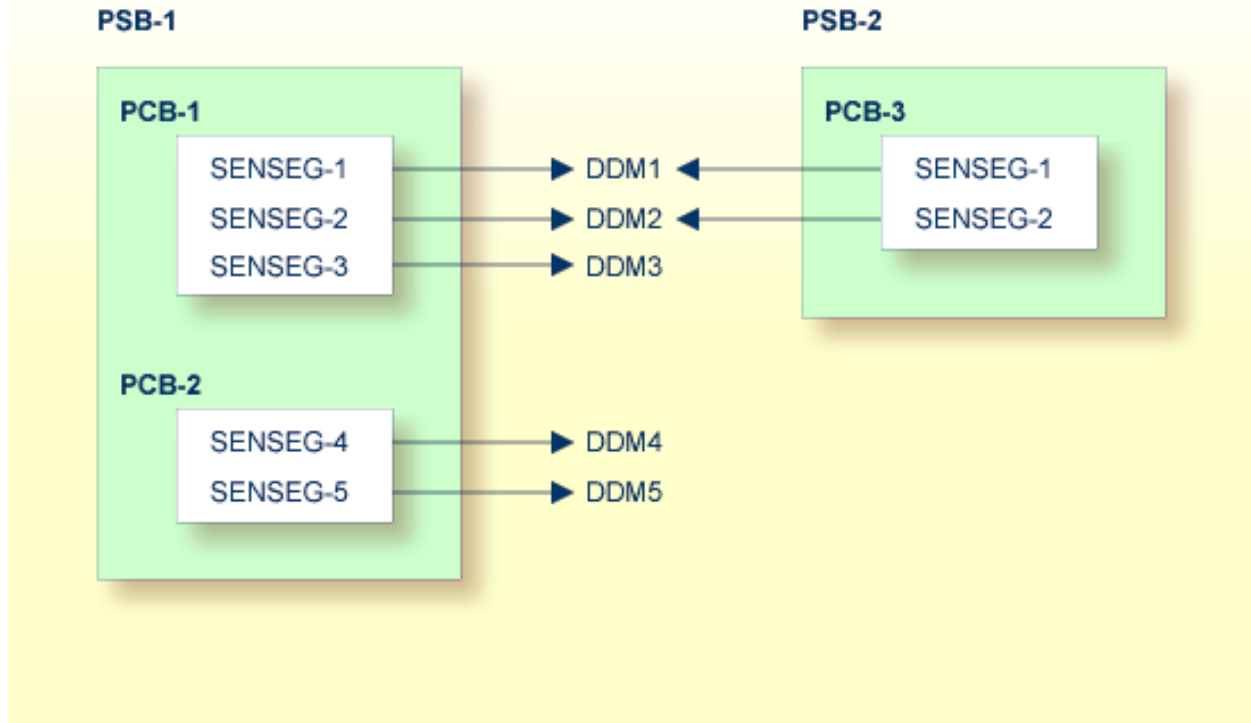 PSB-1
PSB-2
PCB-1
PCB-3
SENSEG-1
DDM1
SENSEG-1
SENSEG-2
DDM2
SENSEG-2
SENSEG-3
DDM3
PCB-2
SENSEG-4
DDM4
SENSEG-5
DDM5